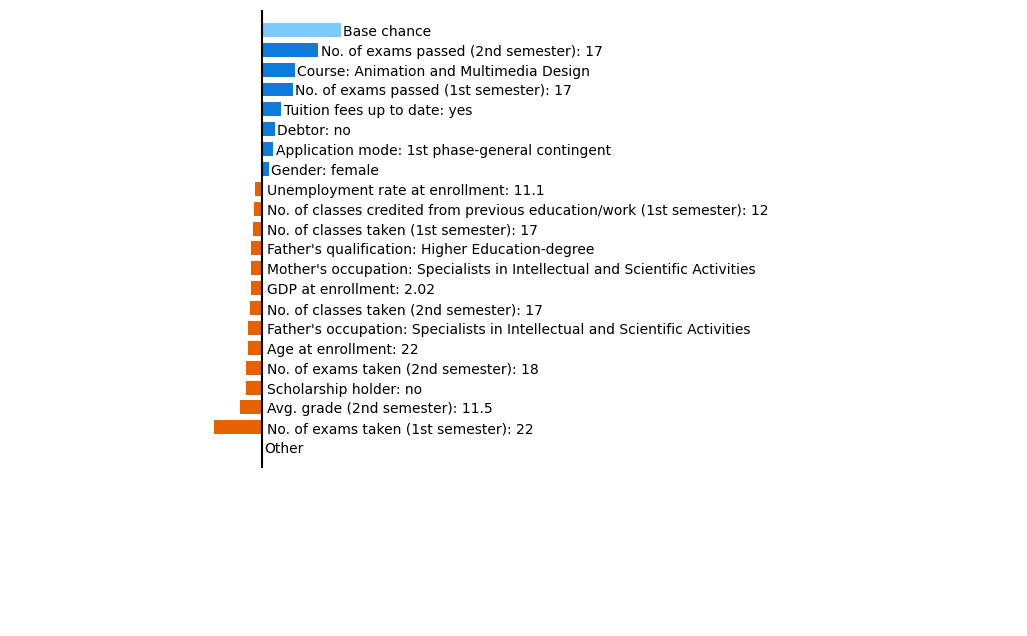 Base chance
No. of exams passed (2nd semester): 17
Course: Animation and Multimedia Design
No. of exams passed (1st semester): 17
Tuition fees up to date: yes
Debtor: no
Application mode: 1st phase-general contingent
Gender: female
Unemployment rate at enrollment: 11.1
No. of classes credited from previous education/work (1st semester): 12
No. of classes taken (1st semester): 17
Father's qualification: Higher Education-degree
Mother's occupation: Specialists in Intellectual and Scientific Activities
GDP at enrollment: 2.02
No. of classes taken (2nd semester): 17
Father's occupation: Specialists in Intellectual and Scientific Activities
Age at enrollment: 22
No. of exams taken (2nd semester): 18
Scholarship holder: no
Avg. grade (2nd semester): 11.5
No. of exams taken (1st semester): 22
Other